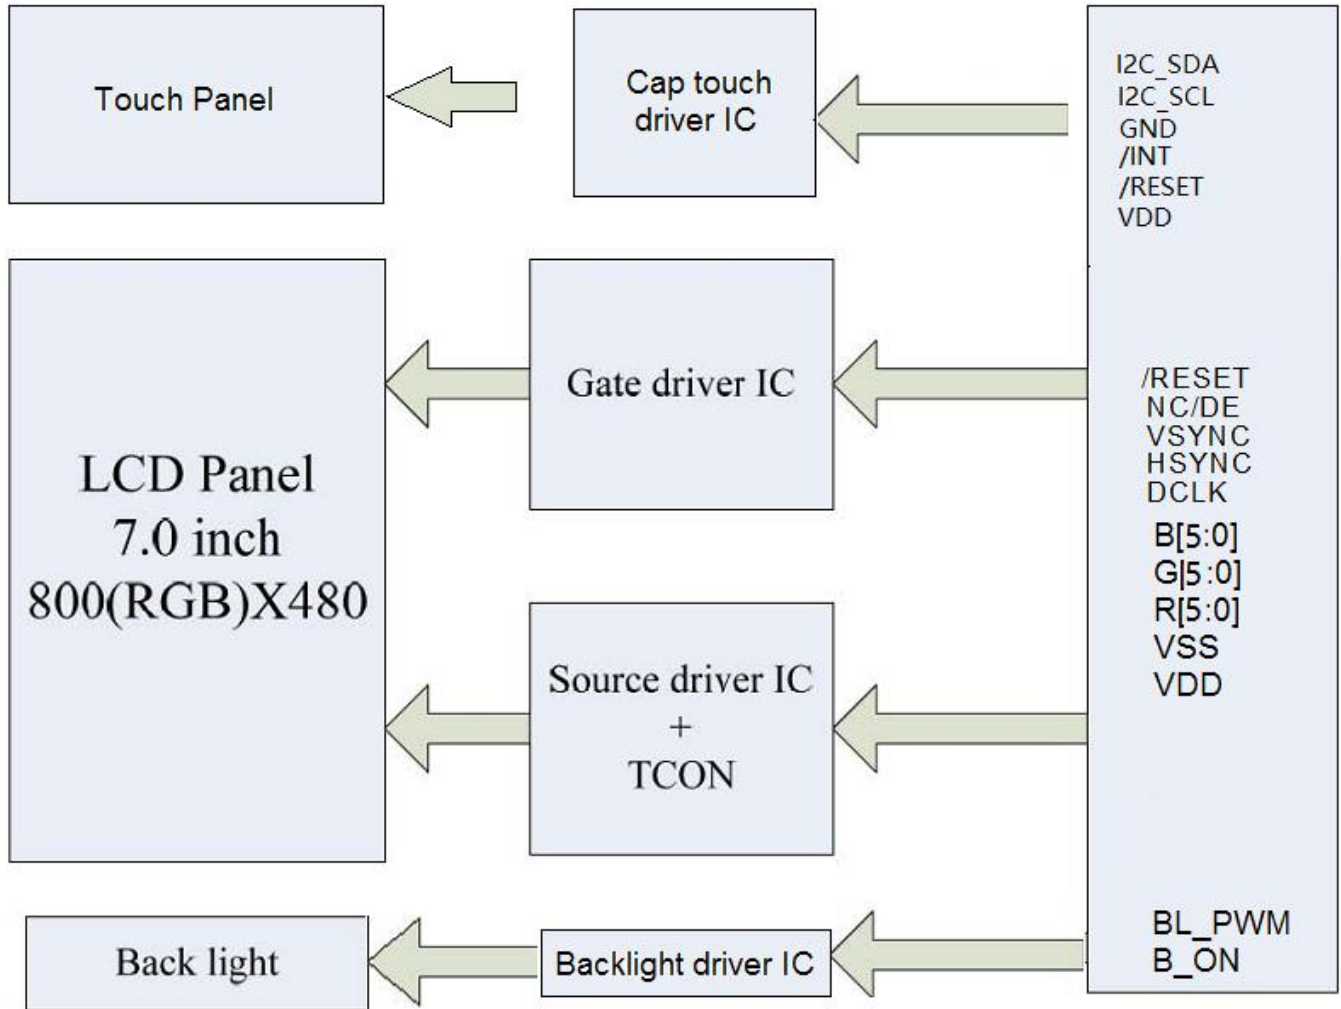 Touch Panel
Cap touch
driver IC
I2C_SDA
I2C_SCL
GND
/INT
/RESET
VDD
LCD Panel
7.0 inch
800(RGB)X480
Gate driver IC
Source driver IC
+
TCON
/RESET
NC/DE
VSYNC
HSYNC
DCLK
B[5:0]
G|5:0]
R[5:0]
VSS
VDD
Back light
Backlight driver IC
BL_PWM
B_ON